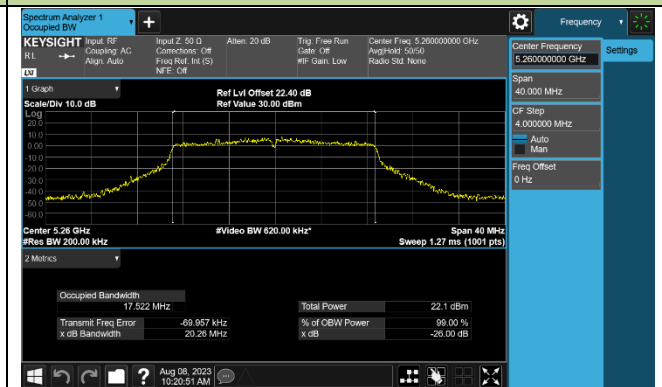 Spectrum Analyzer 1
Occupied BW
+
Frequency
KEYSIGHT
RL
LXI
Input: RF
Coupling: AC
Align: Auto
Input Z: 50 Ω
Corrections: Off
Freq Ref: Int (S)
NFE: Off
Atten: 20 dB
Trig: Free Run
Gate: Off
#IF Gain: Low
Center Freq: 5.260000000 GHz
Avg|Hold: 50/50
Radio Std: None
Center Frequency
5.260000000 GHz
Settings
Span
40.000 MHz
CF Step
4.000000 MHz
Auto
Man
Freq Offset
0 Hz
1 Graph
Scale/Div 10.0 dB
Ref Lvl Offset 22.40 dB
Ref Value 30.00 dBm
Log
20.0
10.0
0.00
-10.0
-20.0
-30.0
-40.0
-50.0
-60.0
Center 5.26 GHz
#Video BW 620.00 kHz*
Span 40 MHz
#Res BW 200.00 kHz
Sweep 1.27 ms (1001 pts)
2 Metrics
Occupied Bandwidth
17.522 MHz
Total Power 22.1 dBm
Transmit Freq Error -69.957 kHz
% of OBW Power 99.00 %
x dB Bandwidth 20.26 MHz
x dB -26.00 dB
?
Aug 08, 2023
10:20:51 AM